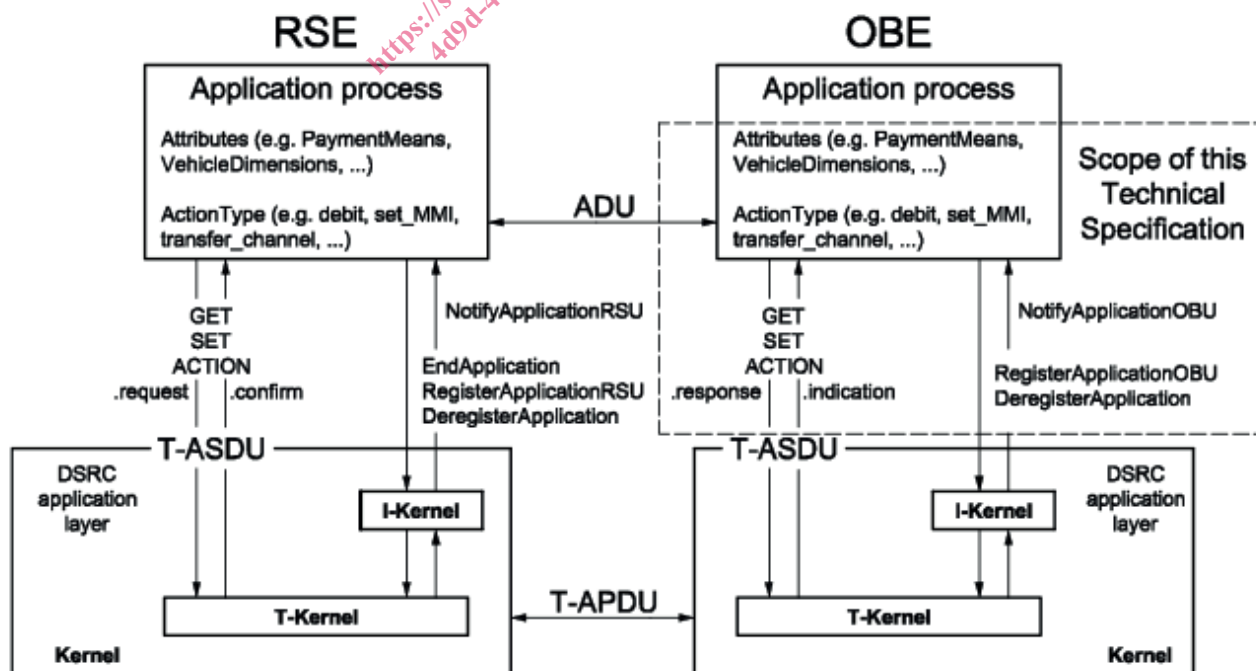 https://s
4d9d-4
RSE
OBE
Application process
Attributes (e.g. PaymentMeans,
VehicleDimensions, ...)
ActionType (e.g. debit, set_MMI,
transfer_channel, ...)
ADU
Application process
Attributes (e.g. PaymentMeans,
VehicleDimensions, ...)
ActionType (e.g. debit, set_MMI,
transfer_channel, ...)
Scope of this
Technical
Specification
GET
SET
ACTION
.request
.confirm
NotifyApplicationRSU
EndApplication
RegisterApplicationRSU
DeregisterApplication
GET
SET
ACTION
.response
.indication
NotifyApplicationOBU
RegisterApplicationOBU
DeregisterApplication
T-ASDU
T-ASDU
DSRC
application
layer
I-Kernel
T-Kernel
Kernel
T-APDU
I-Kernel
DSRC
application
layer
T-Kernel
Kernel